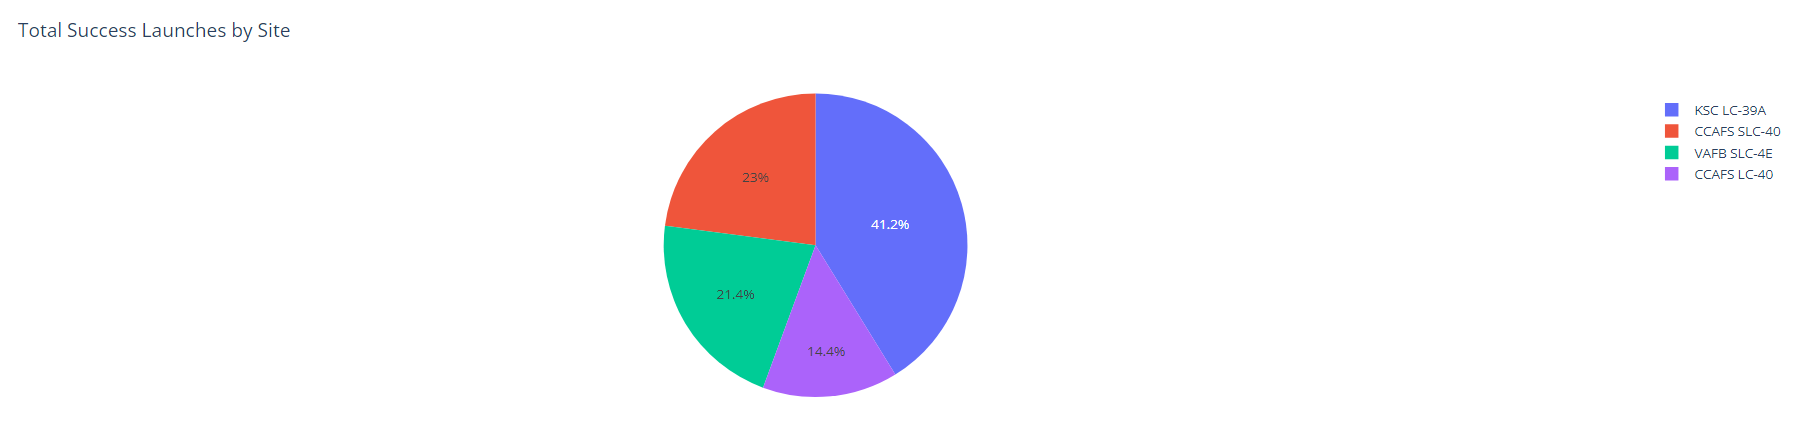 Total Success Launches by Site
23%
41.2%
21.4%
14.4%
KSC LC-39A
CCAFS SLC-40
VAFB SLC-4E
CCAFS LC-40